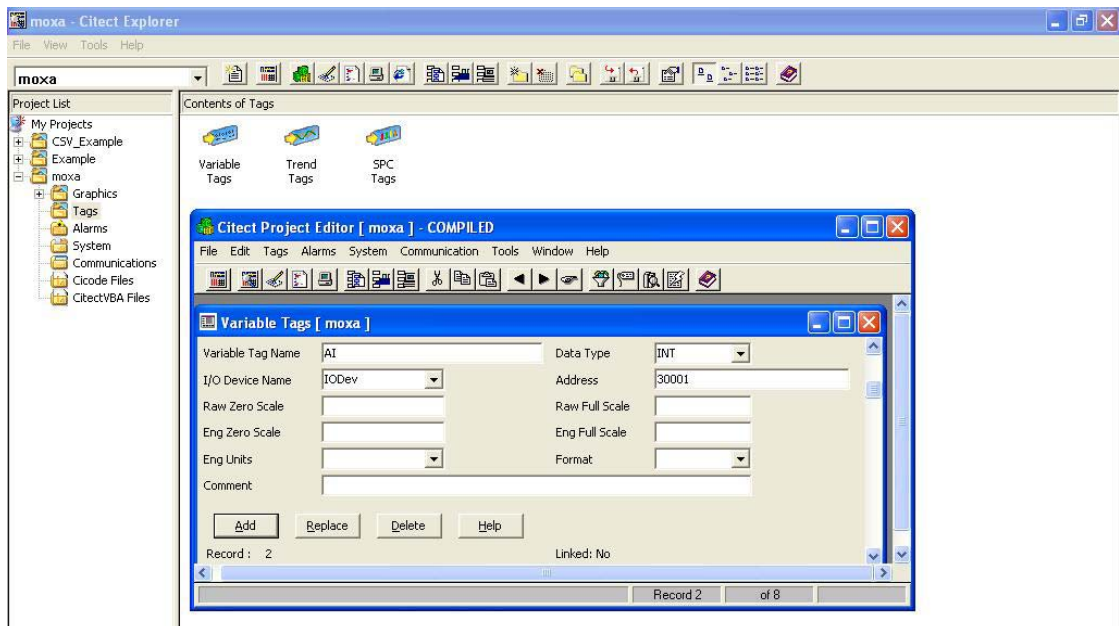 moxa - Citect Explorer
File View Tools Help
moxa
Project List
Contents of Tags
My Projects
CSV_Example
Example
moxa
Graphics
Tags
Alarms
System
Communications
Cicode Files
CitectVBA Files
Variable Tags
Trend Tags
SPC Tags
Citect Project Editor [ moxa ] - COMPILED
File Edit Tags Alarms System Communication Tools Window Help
Variable Tags [ moxa ]
Variable Tag Name AI Data Type INT
I/O Device Name IODev Address 30001
Raw Zero Scale Raw Full Scale
Eng Zero Scale Eng Full Scale
Eng Units Format
Comment
Add Replace Delete Help
Record : 2 Linked: No
Record 2 of 8